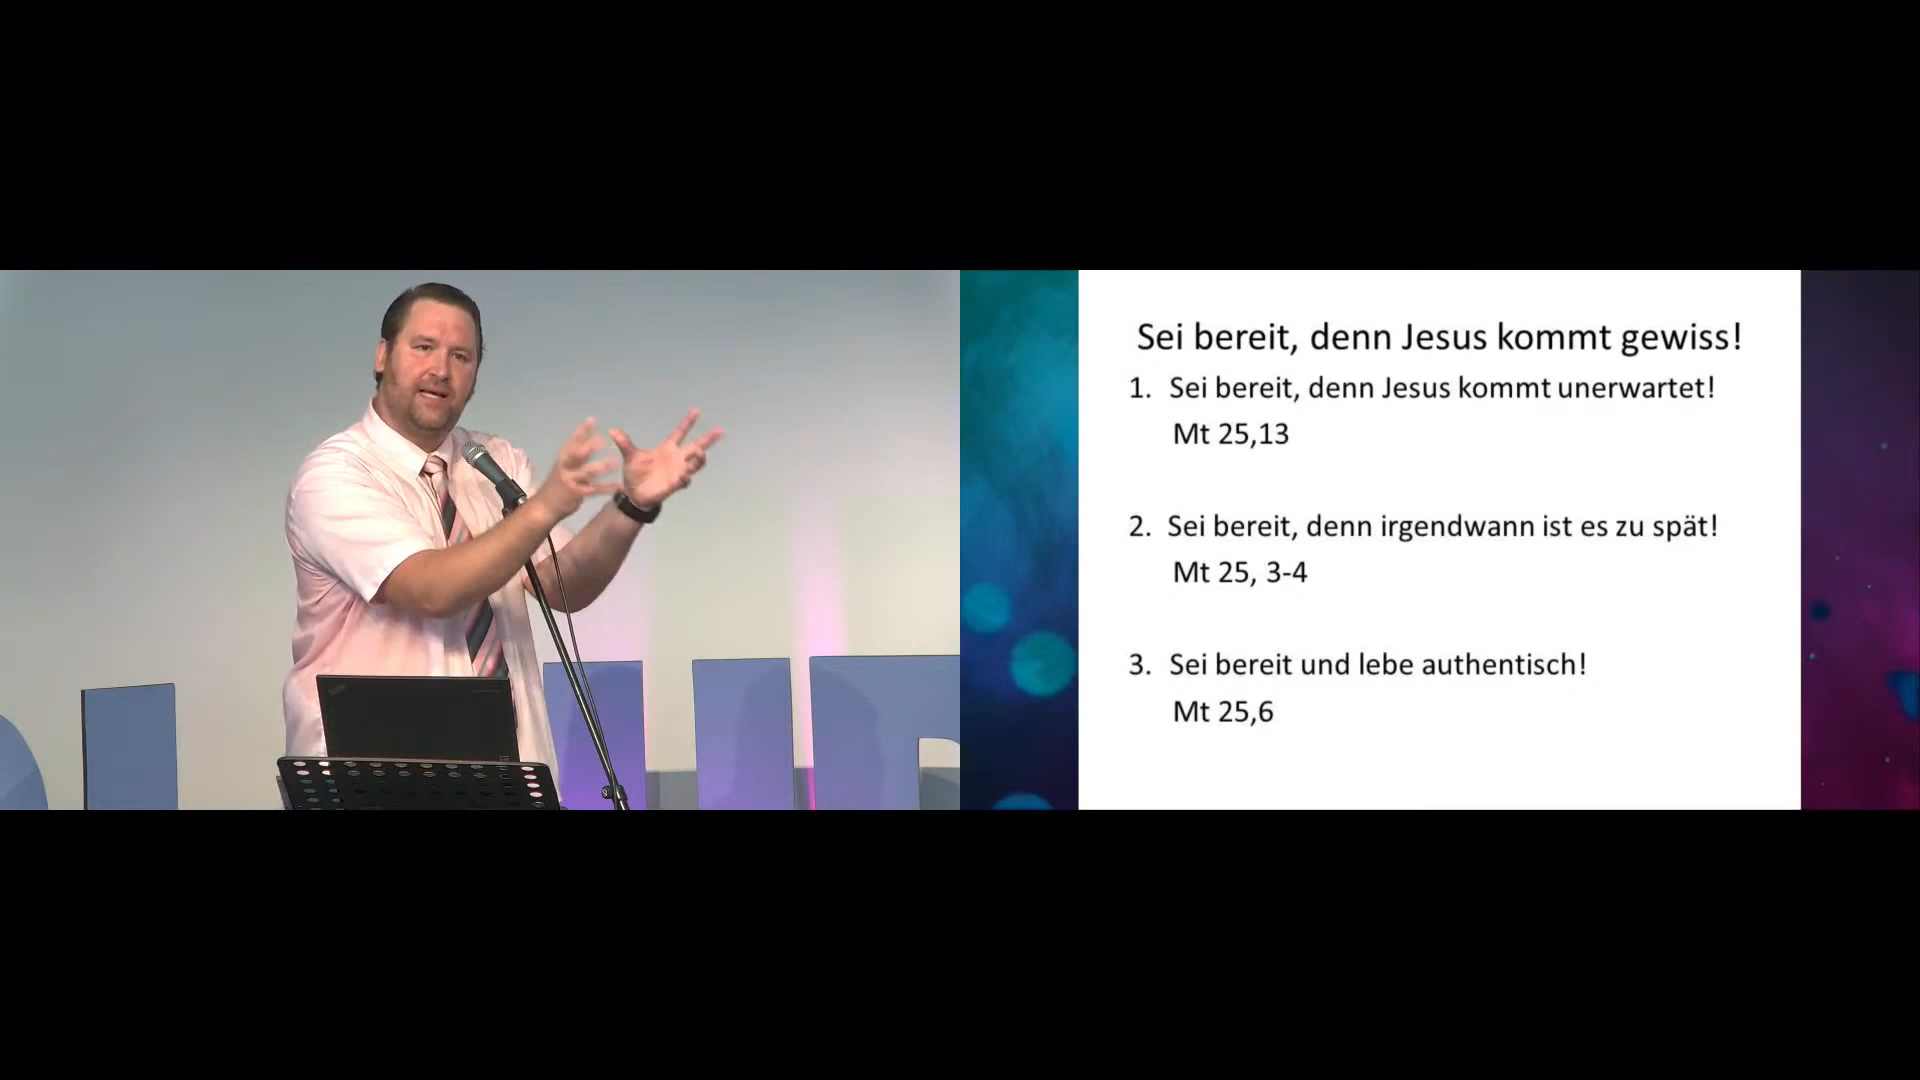 Sei bereit, denn Jesus kommt gewiss!
1. Sei bereit, denn Jesus kommt unerwartet!
Mt 25,13
2. Sei bereit, denn irgendwann ist es zu spät!
Mt 25, 3-4
3. Sei bereit und lebe authentisch!
Mt 25,6